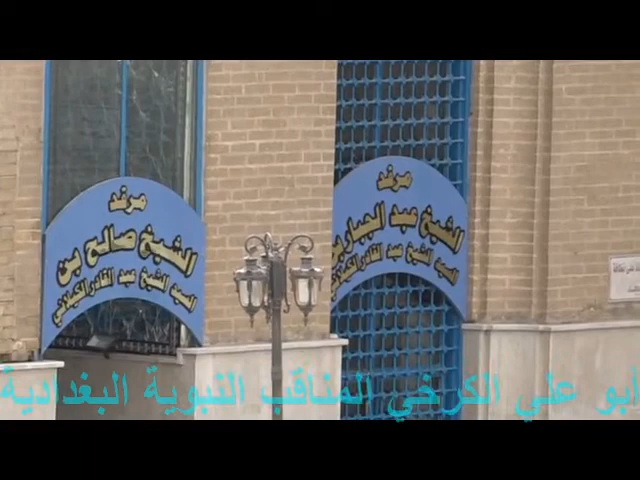 مرقد
الشيخ عبد الجبار بن
السيد الشيخ عبد القادر الكيلاني
مرقد
الشيخ صالح بن
السيد الشيخ عبد القادر الكيلاني
أبو علي الكرخي المناقب النبوية البغدادية